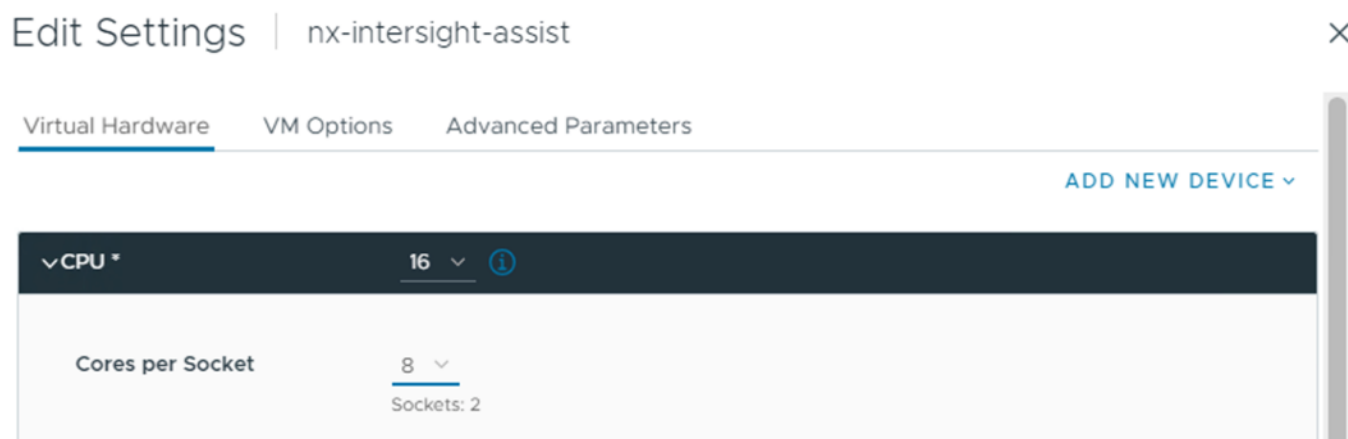 Edit Settings | nx-intersight-assist
Virtual Hardware VM Options Advanced Parameters
ADD NEW DEVICE
CPU * 16
Cores per Socket 8
Sockets: 2